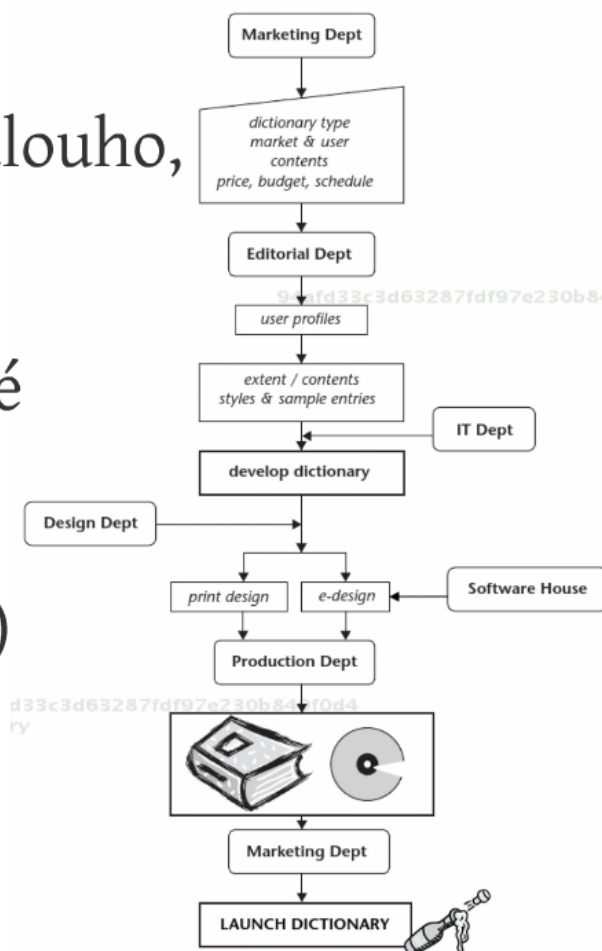 Marketing Dept
louho,
dictionary type
market & user
contents
price, budget, schedule
Editorial Dept
user profiles
é
extent / contents
styles & sample entries
IT Dept
develop dictionary
Design Dept
print design
e-design
Software House
)
Production Dept
Marketing Dept
LAUNCH DICTIONARY